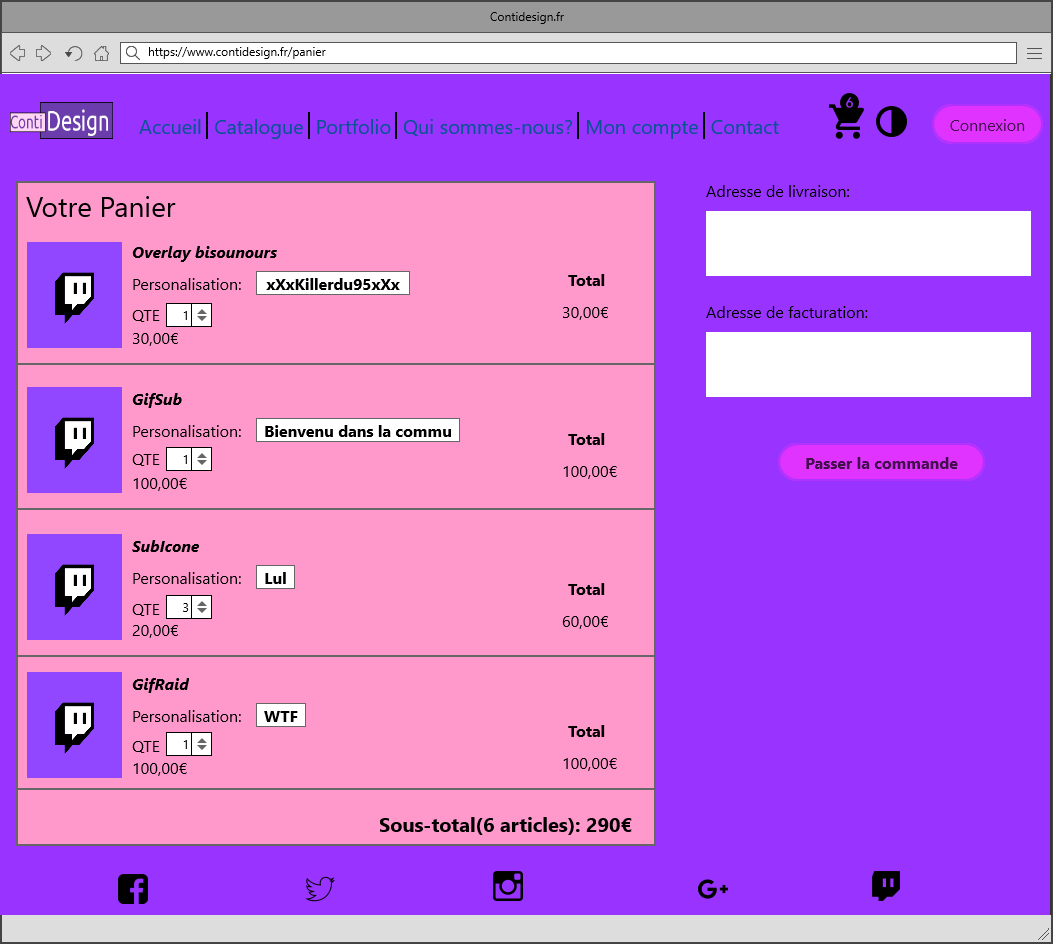 Contidesign.fr
https://www.contidesign.fr/panier
ContiDesign
Accueil | Catalogue | Portfolio | Qui sommes-nous? | Mon compte | Contact
6
Connexion
Votre Panier
Overlay bisounours
Personalisation: xXxKillerdu95xXx
QTE 1
30,00€
Total
30,00€
GifSub
Personalisation: Bienvenu dans la commu
QTE 1
100,00€
Total
100,00€
SubIcone
Personalisation: Lul
QTE 3
20,00€
Total
60,00€
GifRaid
Personalisation: WTF
QTE 1
100,00€
Total
100,00€
Sous-total(6 articles): 290€
Adresse de livraison:
Adresse de facturation:
Passer la commande
G+